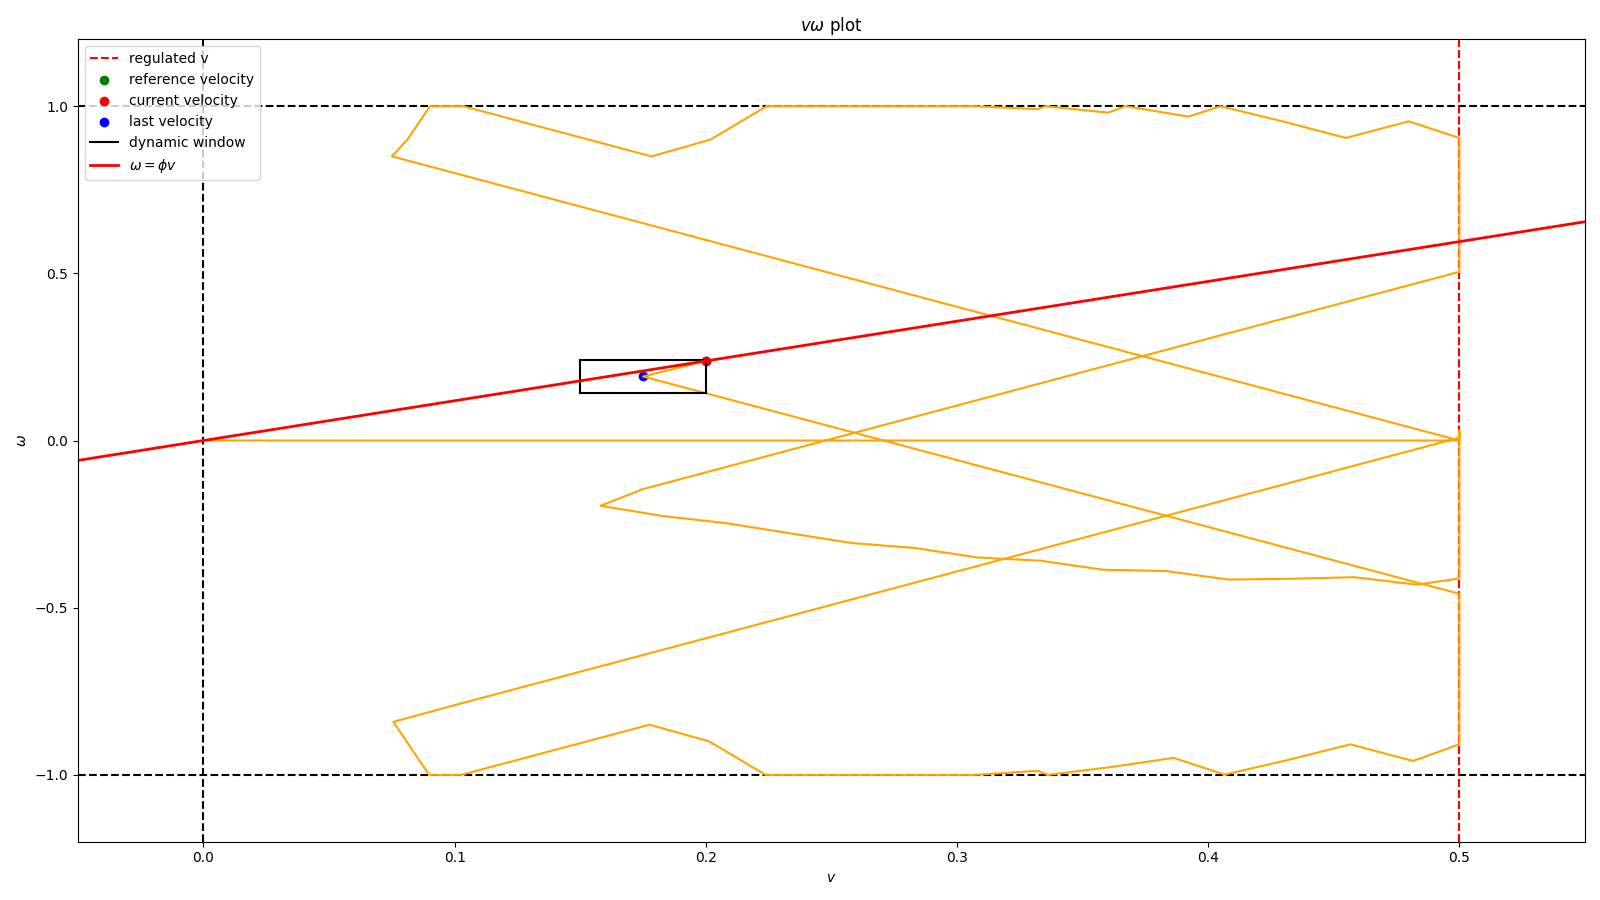 vω plot
regulated v
reference velocity
current velocity
last velocity
dynamic window
ω = ϕv
1.0
0.5
0.0
−0.5
−1.0
ω
0.0 0.1 0.2 0.3 0.4 0.5
v